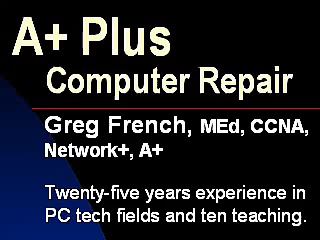 A+ Plus
Computer Repair
Greg French, MEd, CCNA,
Network+, A+
Twenty-five years experience in
PC tech fields and ten teaching.